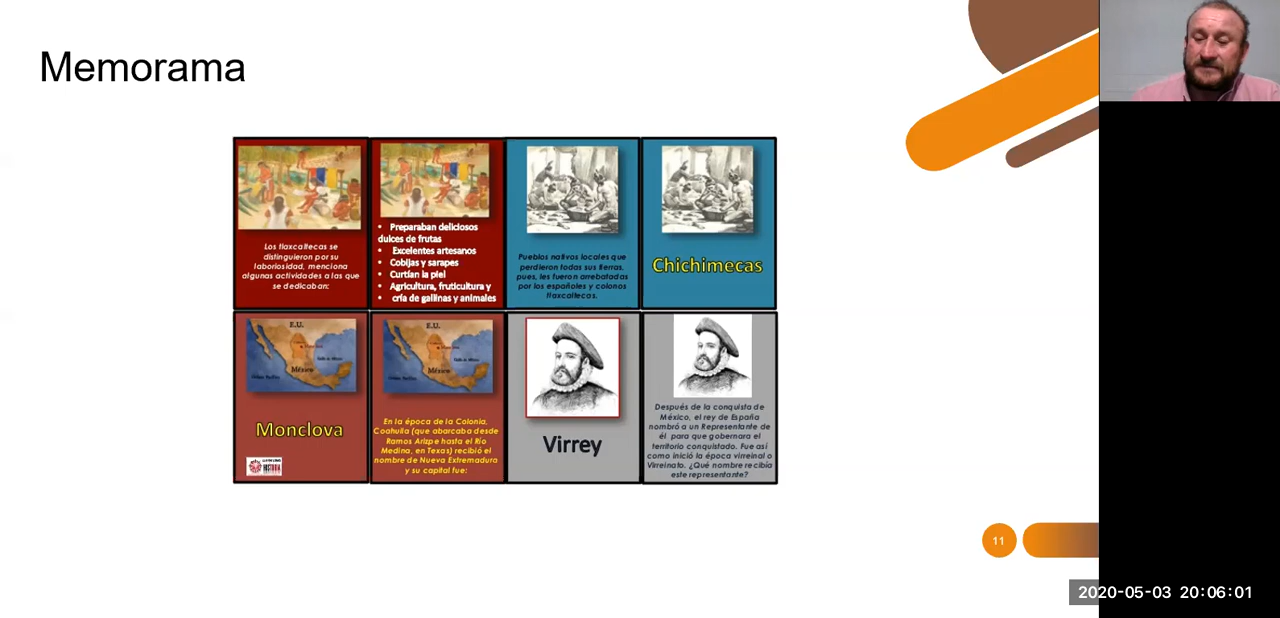 Memorama
Los tlaxcaltecas se
distinguieron por su
laboriosidad, menciona
algunas actividades a las que
se dedicaban:
• Preparaban deliciosos
dulces de frutas
• Excelentes artesanos
• Cobijas y sarapes
• Curtían la piel
• Agricultura, fruticultura y
• cría de gallinas y animales
Pueblos nativos locales que
perdieron todas sus tierras,
pues, les fueron arrebatadas
por los españoles y colonos
tlaxcaltecas.
Chichimecas
E.U.
México
Monclova
E.U.
México
En la época de la Colonia,
Coahuila (que abarcaba desde
Ramos Arizpe hasta el Río
Medina, en Texas) recibió el
nombre de Nueva Extremadura
y su capital fue:
Virrey
Después de la conquista de
México, el rey de España
nombró a un Representante de
él para que gobernara el
territorio conquistado. Fue así
como inició la época virreinal o
Virreinato. ¿Qué nombre recibía
este representante?
11
2020-05-03 20:06:01